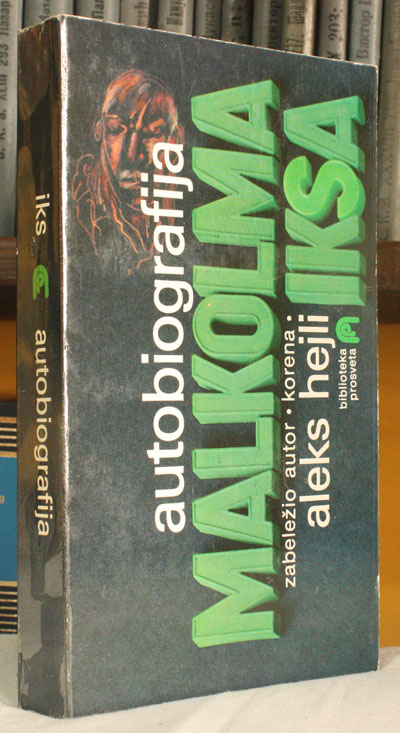 autobiografija
MALKOLMA
IKSA
zabeležio autor • korena:
aleks hejli
biblioteka
prosveta
iks
autobiografija